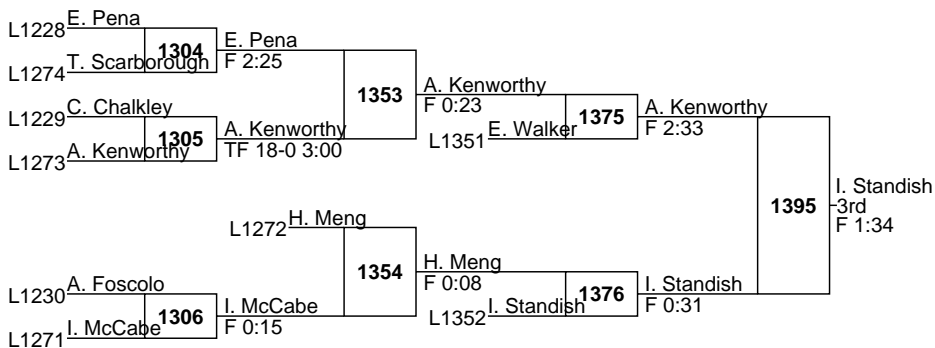 L1228 E. Pena
1304 E. Pena
F 2:25
L1274 T. Scarborough
1353 A. Kenworthy
F 0:23
L1229 C. Chalkley
1305 A. Kenworthy
TF 18-0 3:00
L1273 A. Kenworthy
1375 A. Kenworthy
F 2:33
L1351 E. Walker
1395 I. Standish
3rd
F 1:34
L1272 H. Meng
1354 H. Meng
F 0:08
L1230 A. Foscolo
1306 I. McCabe
F 0:15
L1271 I. McCabe
1376 I. Standish
F 0:31
L1352 I. Standish